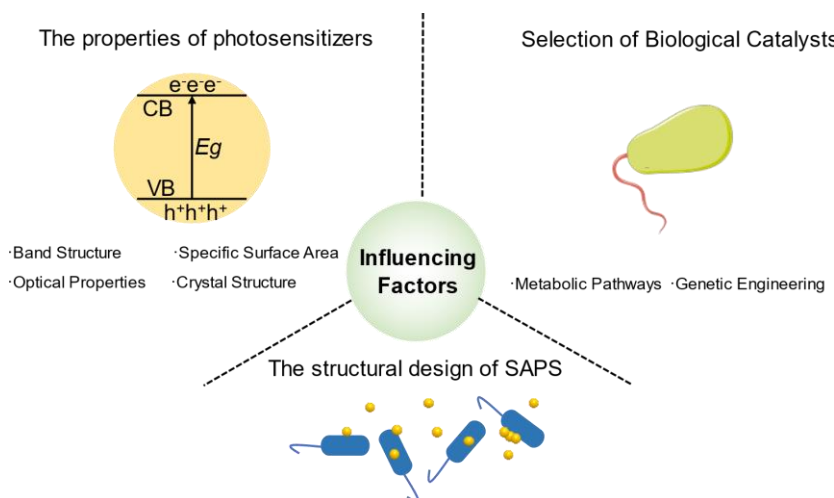 The properties of photosensitizers
e⁻e⁻e⁻
CB
Eg
VB
h⁺h⁺h⁺
·Band Structure ·Specific Surface Area
·Optical Properties ·Crystal Structure
Selection of Biological Catalysts
·Metabolic Pathways ·Genetic Engineering
Influencing
Factors
The structural design of SAPS